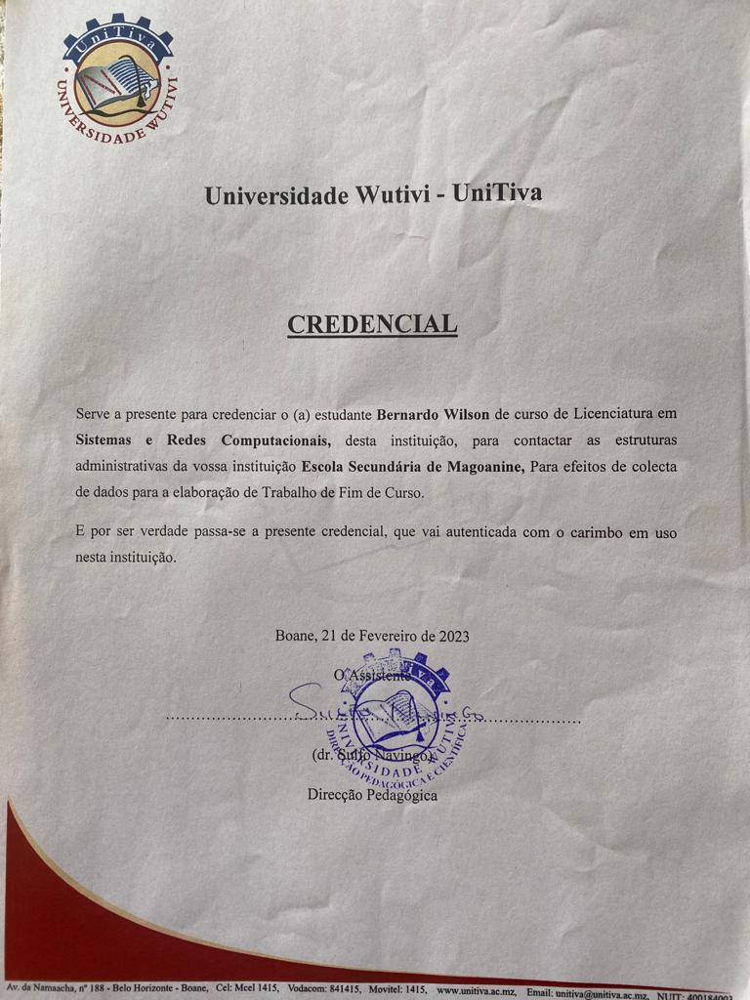 UniTiva
UNIVERSIDADE WUTIVI
Universidade Wutivi - UniTiva
CREDENCIAL
Serve a presente para credenciar o (a) estudante Bernardo Wilson de curso de Licenciatura em
Sistemas e Redes Computacionais, desta instituição, para contactar as estruturas
administrativas da vossa instituição Escola Secundária de Magoanine, Para efeitos de colecta
de dados para a elaboração de Trabalho de Fim de Curso.
E por ser verdade passa-se a presente credencial, que vai autenticada com o carimbo em uso
nesta instituição.
Boane, 21 de Fevereiro de 2023
O Assistente
Sulfo Navingo
(dr. Sulfo Navingo)
UNIVERSIDADE WUTIVI
DIRECÇÃO PEDAGÓGICA E CIENTÍFICA
Direcção Pedagógica
Av. da Namaacha, nº 188 - Belo Horizonte - Boane, Cel: Mcel 1415, Vodacom: 841415, Movitel: 1415, www.unitiva.ac.mz, Email: unitiva@unitiva.ac.mz, NUIT: 400184003